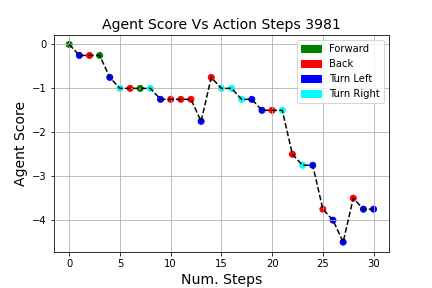 Agent Score Vs Action Steps 3981
Forward
Back
Turn Left
Turn Right
Agent Score
0
−1
−2
−3
−4
0 5 10 15 20 25 30
Num. Steps